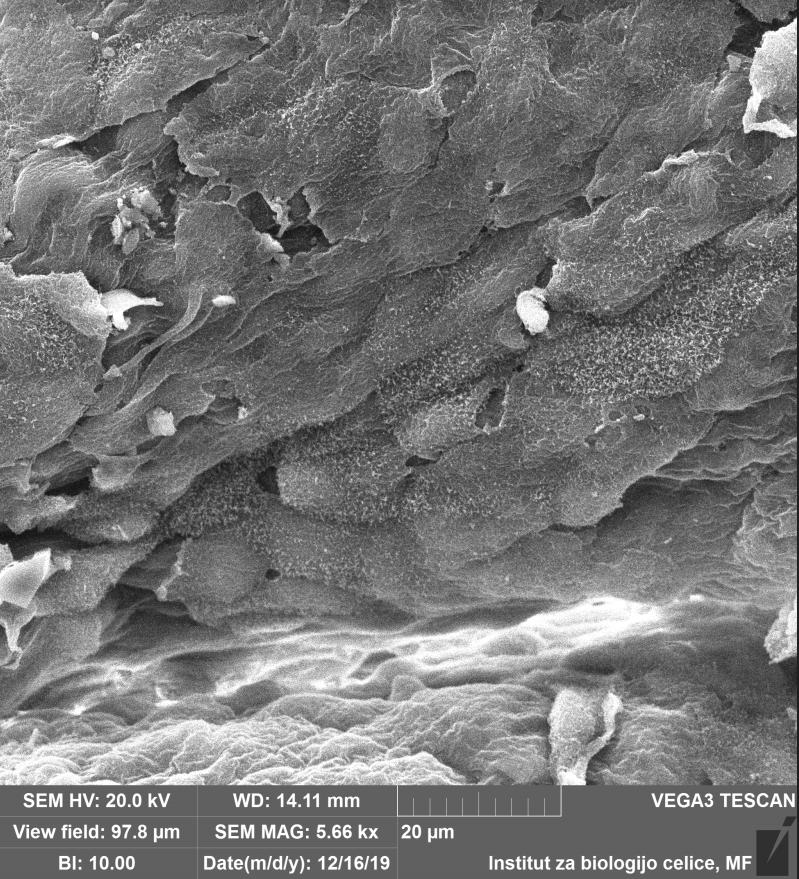 SEM HV: 20.0 kV WD: 14.11 mm VEGA3 TESCAN
View field: 97.8 µm SEM MAG: 5.66 kx 20 µm
BI: 10.00 Date(m/d/y): 12/16/19 Institut za biologijo celice, MF